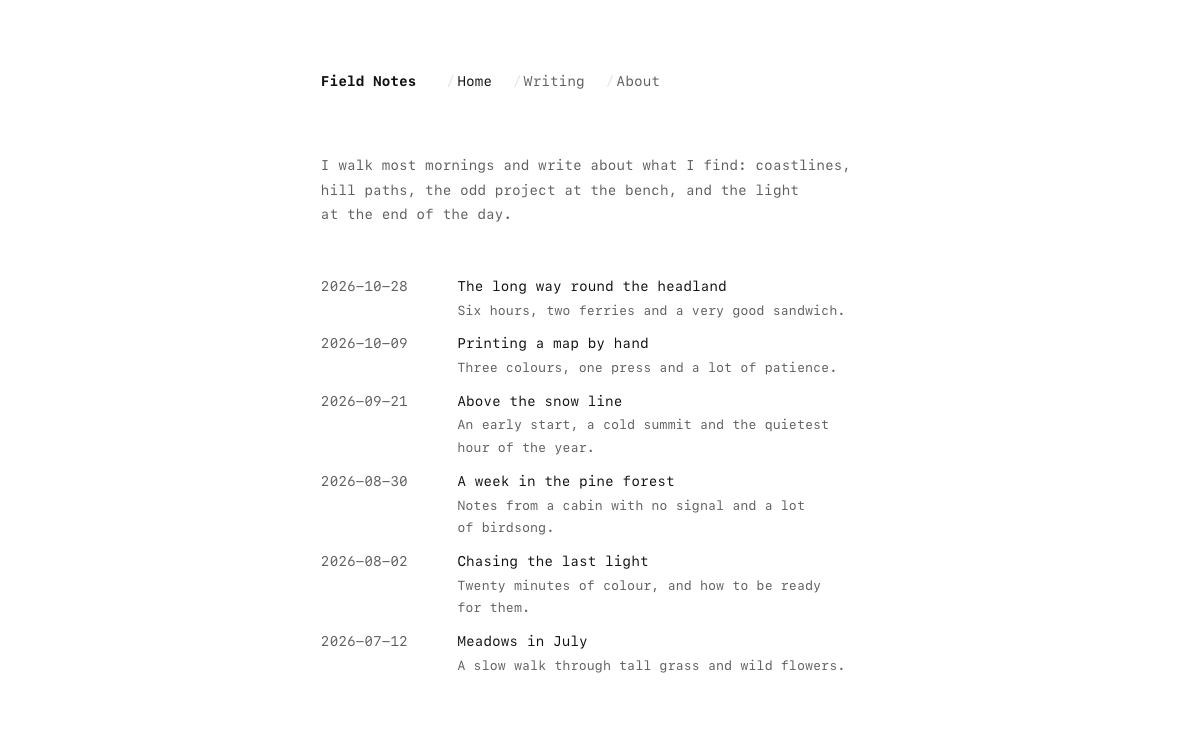 Field Notes /Home /Writing /About
I walk most mornings and write about what I find: coastlines,
hill paths, the odd project at the bench, and the light
at the end of the day.
2026–10–28 The long way round the headland
Six hours, two ferries and a very good sandwich.
2026–10–09 Printing a map by hand
Three colours, one press and a lot of patience.
2026–09–21 Above the snow line
An early start, a cold summit and the quietest
hour of the year.
2026–08–30 A week in the pine forest
Notes from a cabin with no signal and a lot
of birdsong.
2026–08–02 Chasing the last light
Twenty minutes of colour, and how to be ready
for them.
2026–07–12 Meadows in July
A slow walk through tall grass and wild flowers.